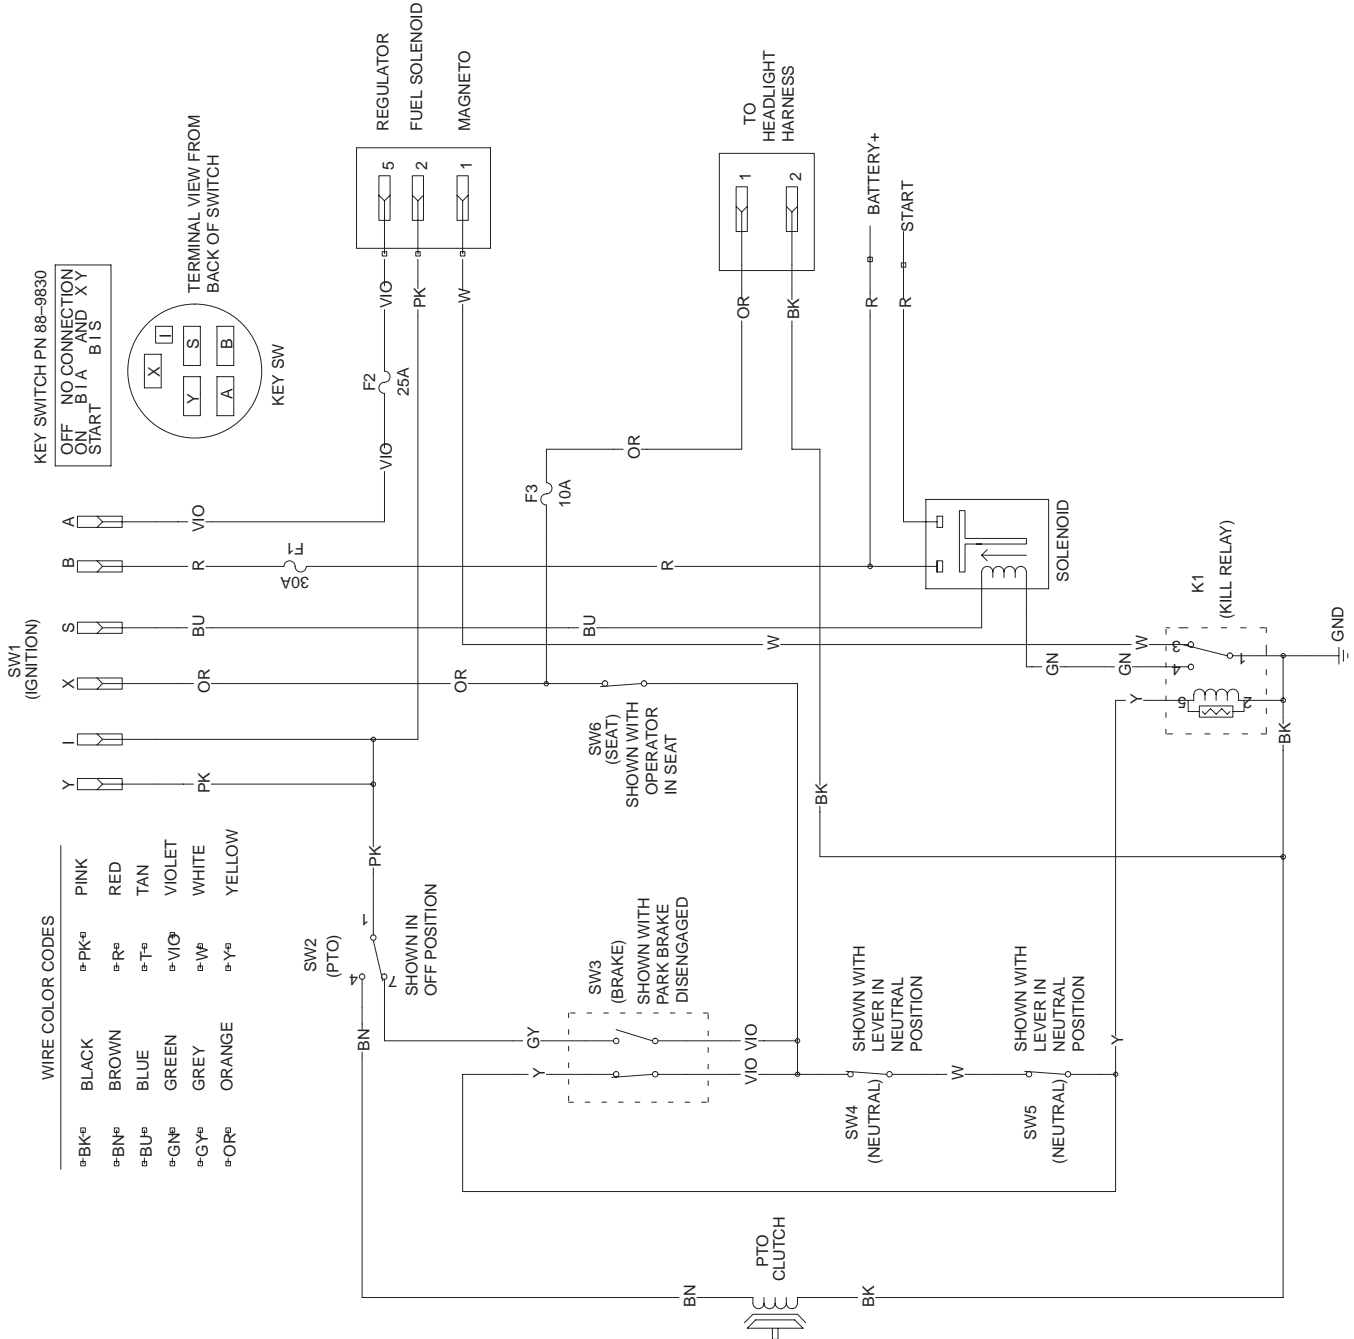 REGULATOR
FUEL SOLENOID
MAGNETO
5
2
1
TO
HEADLIGHT
HARNESS
1
2
BATTERY+
START
KEY SWITCH PN 88-9830
OFF NO CONNECTION
ON B I A AND X Y
START B I S
TERMINAL VIEW FROM
BACK OF SWITCH
X
I
Y
S
A
B
KEY SW
VIO
PK
W
F2
25A
VIO
OR
BK
R
R
F3
10A
OR
SW1
(IGNITION)
A
B
S
X
I
Y
VIO
R
F1
30A
BU
OR
PK
R
BU
W
OR
SOLENOID
K1
(KILL RELAY)
W
3
4
1
5
2
GN
GN
Y
GND
BK
SW6
(SEAT)
SHOWN WITH
OPERATOR
IN SEAT
BK
WIRE COLOR CODES
BK BLACK
BN BROWN
BU BLUE
GN GREEN
GY GREY
OR ORANGE
PK PINK
R RED
T TAN
VIO VIOLET
W WHITE
Y YELLOW
PK
SW2
(PTO)
1
4
7
SHOWN IN
OFF POSITION
BN
GY
Y
SW3
(BRAKE)
SHOWN WITH
PARK BRAKE
DISENGAGED
VIO
VIO
SW4
(NEUTRAL)
SHOWN WITH
LEVER IN
NEUTRAL
POSITION
W
SW5
(NEUTRAL)
SHOWN WITH
LEVER IN
NEUTRAL
POSITION
Y
BN
PTO
CLUTCH
BK